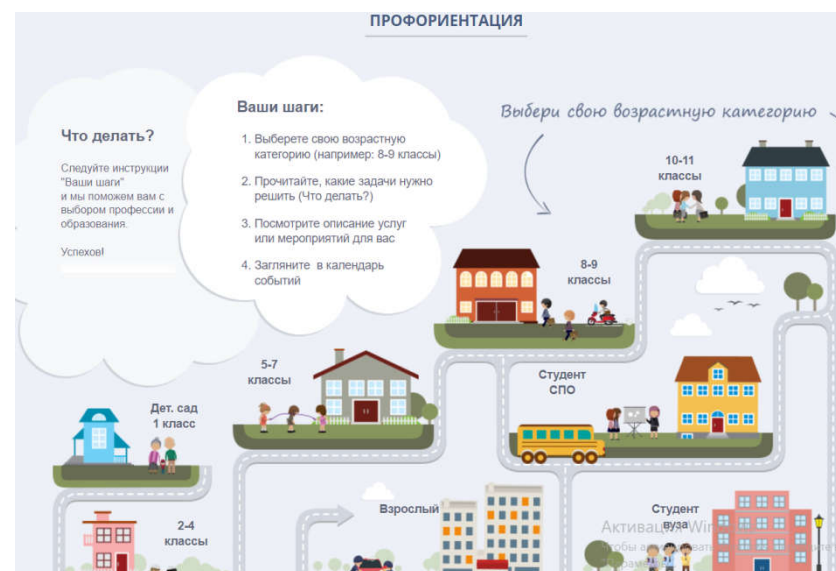 ПРОФОРИЕНТАЦИЯ
Что делать?
Следуйте инструкции
"Ваши шаги"
и мы поможем вам с
выбором профессии и
образования.
Успехов!
Ваши шаги:
1. Выберете свою возрастную
категорию (например: 8-9 классы)
2. Прочитайте, какие задачи нужно
решить (Что делать?)
3. Посмотрите описание услуг
или мероприятий для вас
4. Загляните в календарь
событий
Выбери свою возрастную категорию
10-11
классы
8-9
классы
5-7
классы
Студент
СПО
Дет. сад
1 класс
2-4
классы
Взрослый
Студент
вуза
Активация Win